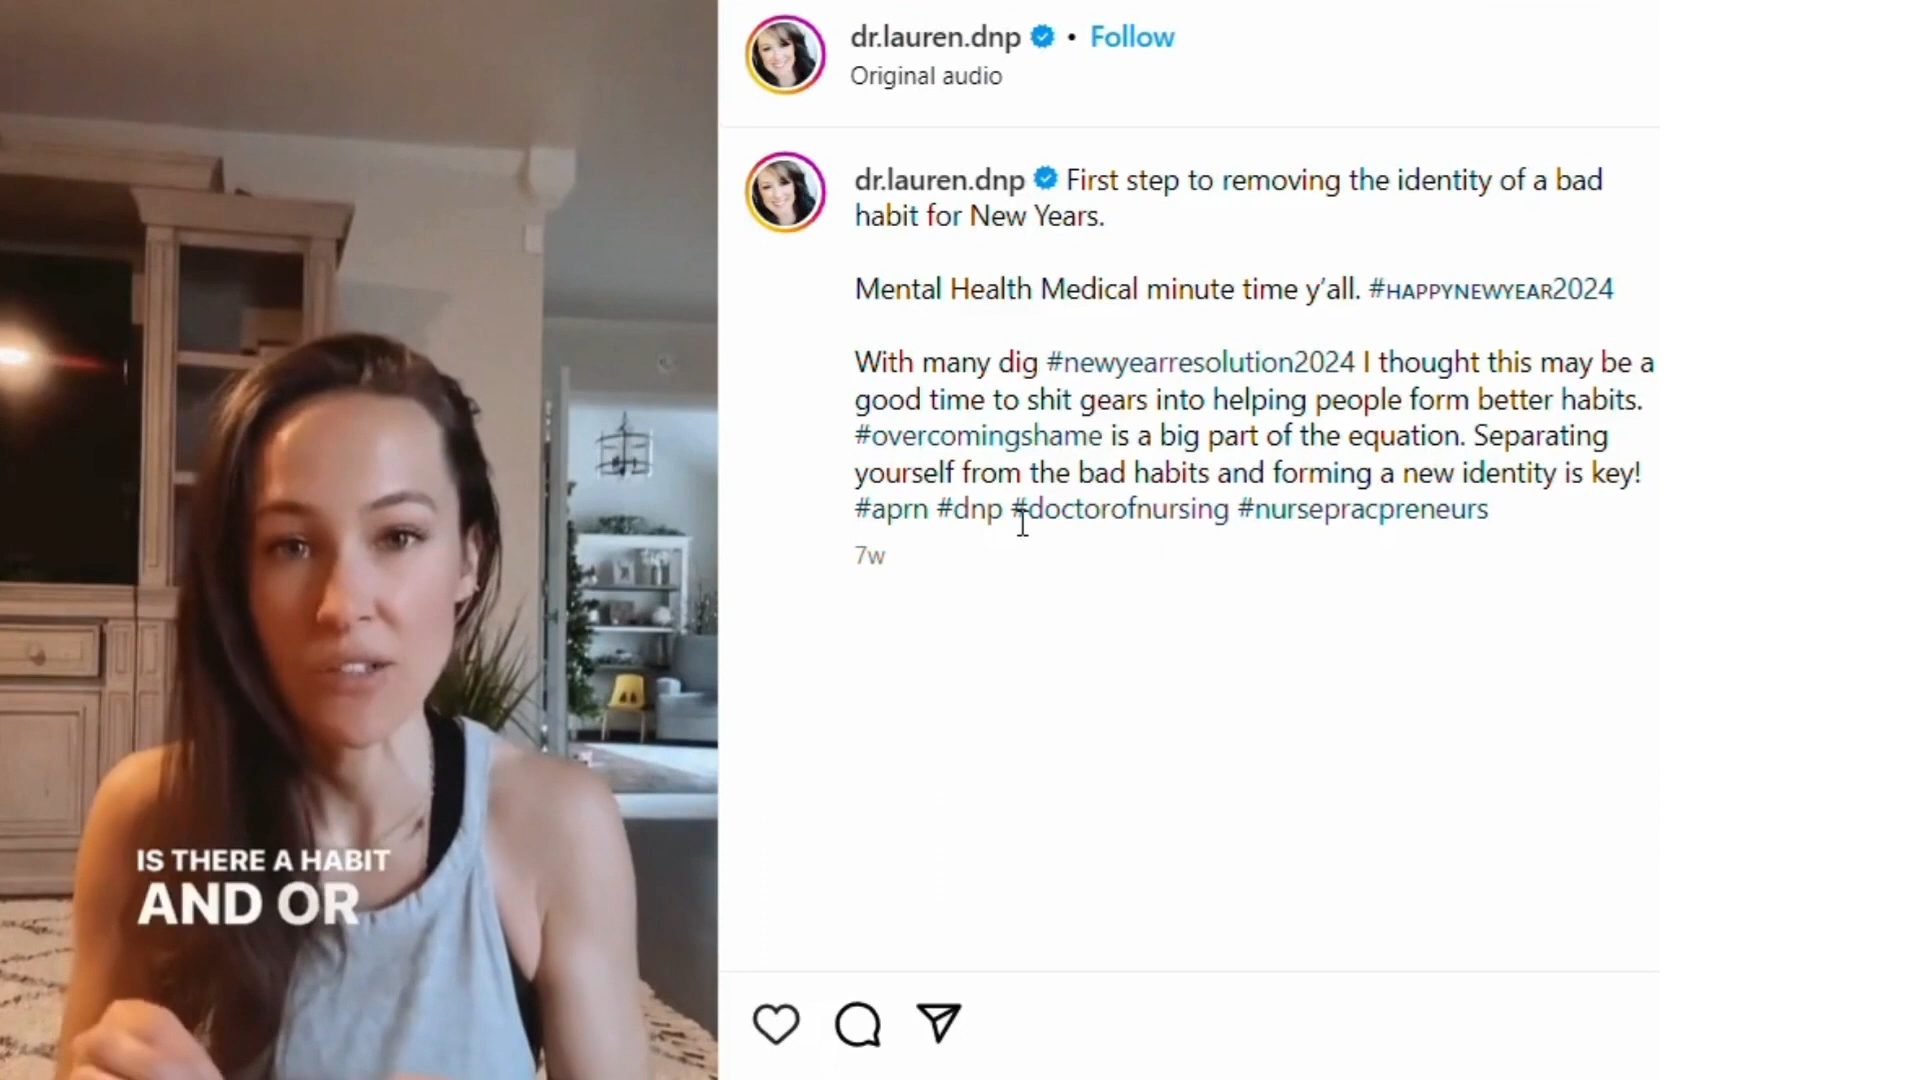 dr.lauren.dnp • Follow
Original audio
dr.lauren.dnp First step to removing the identity of a bad
habit for New Years.
Mental Health Medical minute time y’all. #ʜᴀᴘᴘʏɴᴇᴡʏᴇᴀʀ2024
With many dig #newyearresolution2024 I thought this may be a
good time to shit gears into helping people form better habits.
#overcomingshame is a big part of the equation. Separating
yourself from the bad habits and forming a new identity is key!
#aprn #dnp #doctorofnursing #nursepracpreneurs
7w
IS THERE A HABIT
AND OR